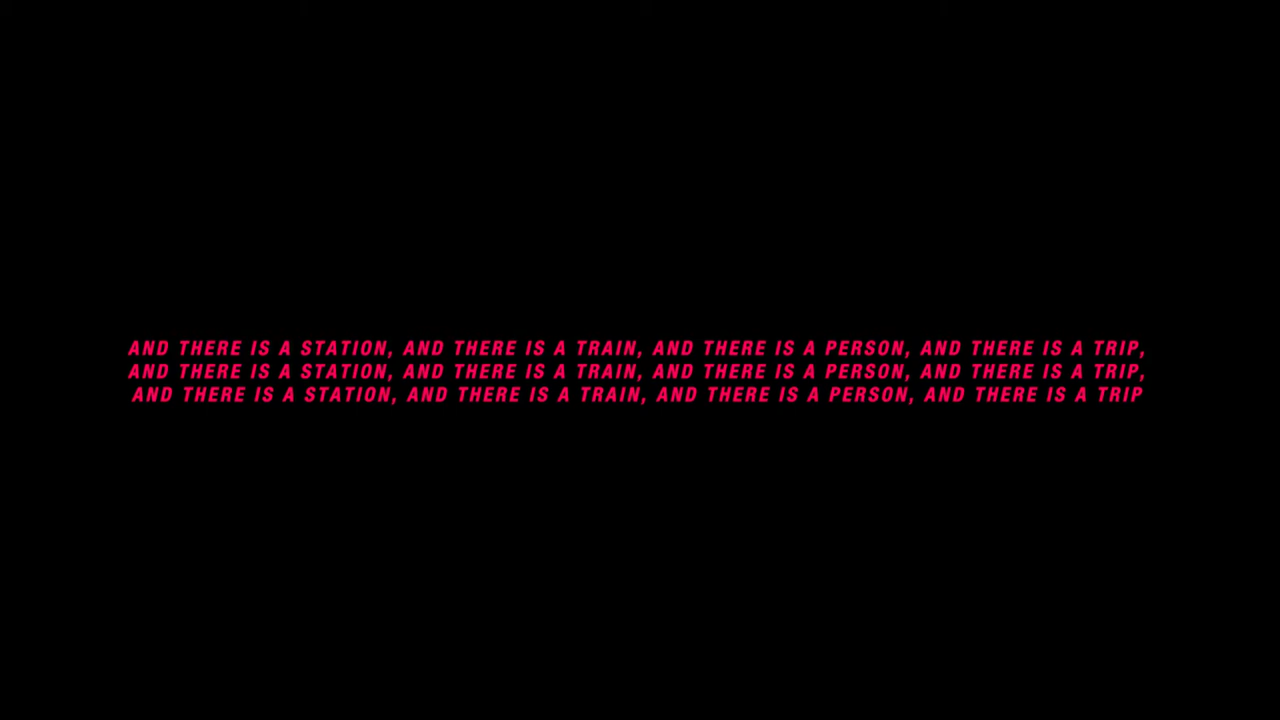 AND THERE IS A STATION, AND THERE IS A TRAIN, AND THERE IS A PERSON, AND THERE IS A TRIP,
AND THERE IS A STATION, AND THERE IS A TRAIN, AND THERE IS A PERSON, AND THERE IS A TRIP,
AND THERE IS A STATION, AND THERE IS A TRAIN, AND THERE IS A PERSON, AND THERE IS A TRIP